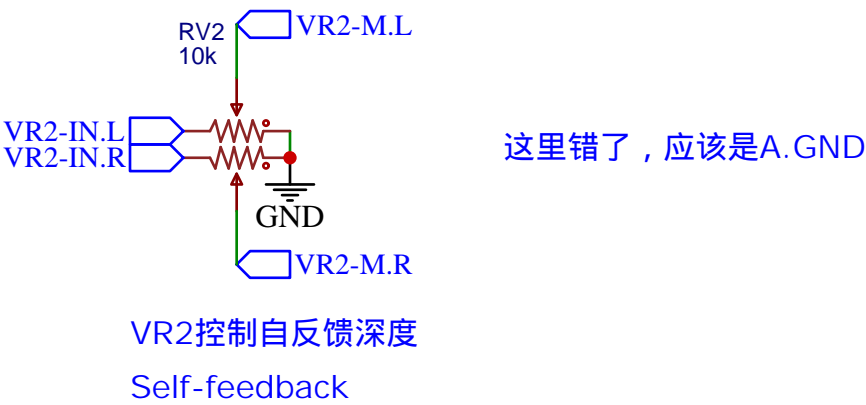 RV2
10k
VR2-M.L
VR2-IN.L
VR2-IN.R
这里错了，应该是A.GND
GND
VR2-M.R
VR2控制自反馈深度
Self-feedback